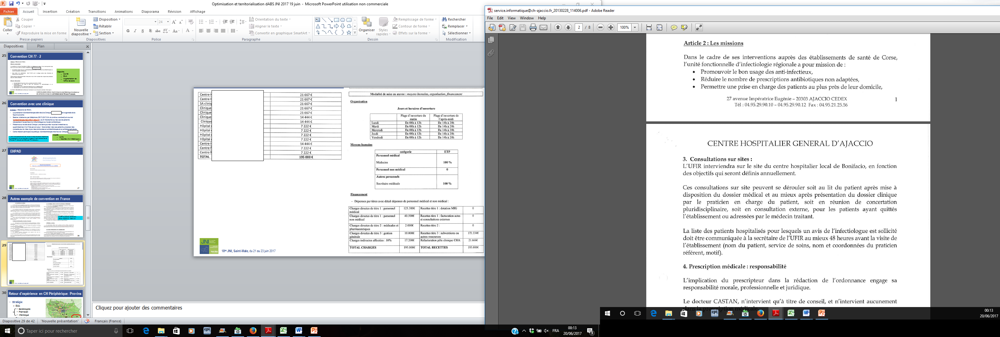 Optimisation et territorialisation dABS JNI 2017 19 juin - Microsoft PowerPoint utilisation non commerciale
Fichier Accueil Insertion Création Transitions Animations Diaporama Révision Affichage
Coller
Couper
Copier
Reproduire la mise en forme
Presse-papiers
Nouvelle diapositive
Disposition
Rétablir
Section
Diapositives
24
G I S S abc AV Aa A
Police
Orientation du texte
Aligner le texte
Convertir en graphique SmartArt
Paragraphe
Organiser
Styles rapides
Remplissage de forme
Contour de forme
Effets sur la forme
Dessin
Rechercher
Remplacer
Sélectionner
Modification
Diapositives Plan
25
Convention CH 77 - 2
Objectifs:
ICATB
EMA
Augmentation de l'offre de soins
26
Convention avec une clinique
27
EHPAD
27
28
Autres exemple de convention en France
28
29
30
Retour d'expérience en CH Périphérique: Provins
Stratégie:
– EMA:
Bactériologiste
Pharmacien
Infectiologue
Centre H 21 667 €
Centre H 21 667 €
SA cliniq 21 667 €
Clinique 21 667 €
Clinique 21 667 €
Clinique 14 444 €
Clinique 14 444 €
Hôpital 7 222 €
Hôpital 7 222 €
Hôpital 7 222 €
Hôpital 7 222 €
Centre H 14 444 €
Centre P 7 222 €
Centre 7 222 €
TOTAL 195 000 €
18es JNI, Saint-Malo, du 21 au 23 juin 2017
Modalité de mise en œuvre : moyens humains, organisation, financement
Organisation
Jours et horaires d'ouverture
Plage d'ouverture du matin Plage d'ouverture de l'après-midi
Lundi De 08h à 12h De 14h à 20h
Mardi De 08h à 12h De 14h à 20h
Mercredi De 08h à 12h De 14h à 20h
Jeudi De 08h à 12h De 14h à 20h
Vendredi De 08h à 12h De 14h à 20h
Moyens humains
catégorie ETP
Personnel médical
Médecins 100 %
Personnel non médical 0
Autres personnels
Secrétaire médicale 100 %
Financement
- Dépenses par titres avec détail dépenses de personnel médical et non médical :
Charges directes de titre 1 : personnel médical 125.300€ Recettes titre 1 : dotation MIG 0
Charges directes de titre 1 : personnel non médical 40.500€ Recettes titre 1 : facturation actes et consultations externes 0
Charges directes de titre 2 : médicales et pharmaceutiques 2.000€ Recettes titre 2 : 0
Charges directes de titre 3 : gestion générale 10.000€ Recettes titre 3 : subventions ou autres ressources 173.334€
Charges indirectes affectées : 10% 17.200€ Refacturation pôle clinique CHA: 21.666€
TOTAL CHARGES 195.000€ TOTAL RECETTES 195.000€
Cliquez pour ajouter des commentaires
Diapositive 29 de 42 "Nouvelle présentation" Français (France)
Taper ici pour rechercher
FRA
00:13
20/06/2017
3
service.informatique@ch-ajaccio.fr_20130228_114006.pdf - Adobe Reader
File Edit View Window Help
2 / 8 100%
Article 2 : Les missions
Dans le cadre de ses interventions auprès des établissements de santé de Corse,
l'unité fonctionnelle d'infectiologie régionale a pour mission de :
• Promouvoir le bon usage des anti-infectieux,
• Réduire le nombre de prescriptions antibiotiques non adaptées,
• Permettre une prise en charge des patients au plus près de leur domicile,
27 avenue Impératrice Eugénie – 20303 AJACCIO CEDEX
Tél : 04.95.29.90.10 – 04.95.29.90.12 Fax : 04.95.21.25.56
1
CENTRE HOSPITALIER GENERAL D'AJACCIO
3. Consultations sur sites :
L'UFIR interviendra sur le site du centre hospitalier local de Bonifacio, en fonction
des objectifs qui seront définis annuellement.
Ces consultations sur site peuvent se dérouler soit au lit du patient après mise à
disposition du dossier médical et au mieux après présentation du dossier clinique
par le praticien en charge du patient, soit en réunion de concertation
pluridisciplinaire, soit en consultation externe, pour les patients ayant quittés
l'établissement ou adressées par le médecin traitant.
La liste des patients hospitalisés pour lesquels un avis de l'infectiologue est sollicité
doit être communiquée à la secrétaire de l'UFIR au mieux 48 heures avant la visite de
l'établissement (nom du patient, service de soins, nom et coordonnées du praticien
référent, motif).
4. Prescription médicale : responsabilité
L'implication du prescripteur dans la rédaction de l'ordonnance engage sa
responsabilité morale, professionnelle et juridique.
Le docteur CASTAN, n'intervient qu'à titre de conseil, et n'intervient aucunement
dans la prescription médicale.
00:13
20/06/2017